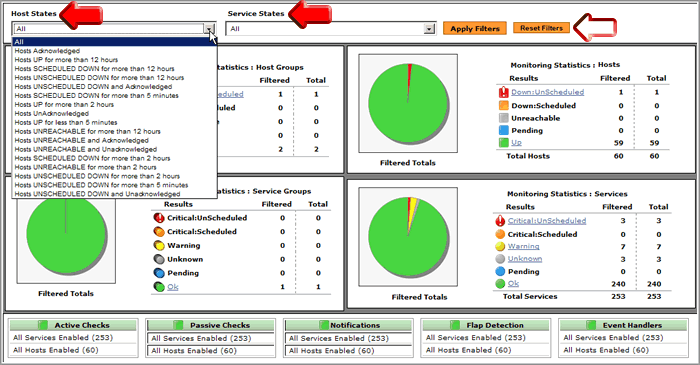 Host States
Service States
All
All
Apply Filters
Reset Filters
All
Hosts Acknowledged
Hosts UP for more than 12 hours
Hosts SCHEDULED DOWN for more than 12 hours
Hosts UNSCHEDULED DOWN for more than 12 hours
Hosts UNSCHEDULED DOWN and Acknowledged
Hosts SCHEDULED DOWN for more than 5 minutes
Hosts UP for more than 2 hours
Hosts UnAcknowledged
Hosts UP for less than 5 minutes
Hosts UNREACHABLE for more than 12 hours
Hosts UNREACHABLE and Acknowledged
Hosts UNREACHABLE and Unacknowledged
Hosts SCHEDULED DOWN for more than 2 hours
Hosts UNREACHABLE for more than 2 hours
Hosts UNSCHEDULED DOWN for more than 2 hours
Hosts UNSCHEDULED DOWN for more than 5 minutes
Hosts UNSCHEDULED DOWN and Unacknowledged
Statistics : Host Groups
Filtered Total
cheduled 1 1
duled 0 0
le 0 0
0 0
2 2
Monitoring Statistics : Hosts
Results Filtered Total
Down:UnScheduled 1 1
Down:Scheduled 0 0
Unreachable 0 0
Pending 0 0
Up 59 59
Total Hosts 60 60
Filtered Totals
Statistics : Service Groups
Results Filtered Total
Critical:UnScheduled 0 0
Critical:Scheduled 0 0
Warning 0 0
Unknown 0 0
Pending 0 0
Ok 1 1
Filtered Totals
Monitoring Statistics : Services
Results Filtered Total
Critical:UnScheduled 3 3
Critical:Scheduled 0 0
Warning 7 7
Unknown 3 3
Pending 0 0
Ok 240 240
Total Services 253 253
Filtered Totals
Active Checks
All Services Enabled (253)
All Hosts Enabled (60)
Passive Checks
All Services Enabled (253)
All Hosts Enabled (60)
Notifications
All Services Enabled (253)
All Hosts Enabled (60)
Flap Detection
All Services Enabled (253)
All Hosts Enabled (60)
Event Handlers
All Services Enabled (253)
All Hosts Enabled (60)